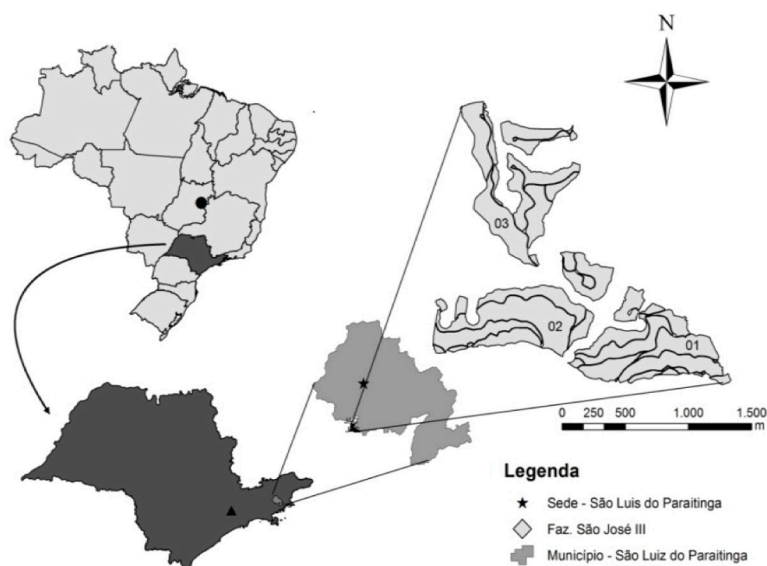 N
03
02
01
0 250 500 1.000 1.500
m
Legenda
Sede - São Luis do Paraitinga
Faz. São José III
Município - São Luiz do Paraitinga